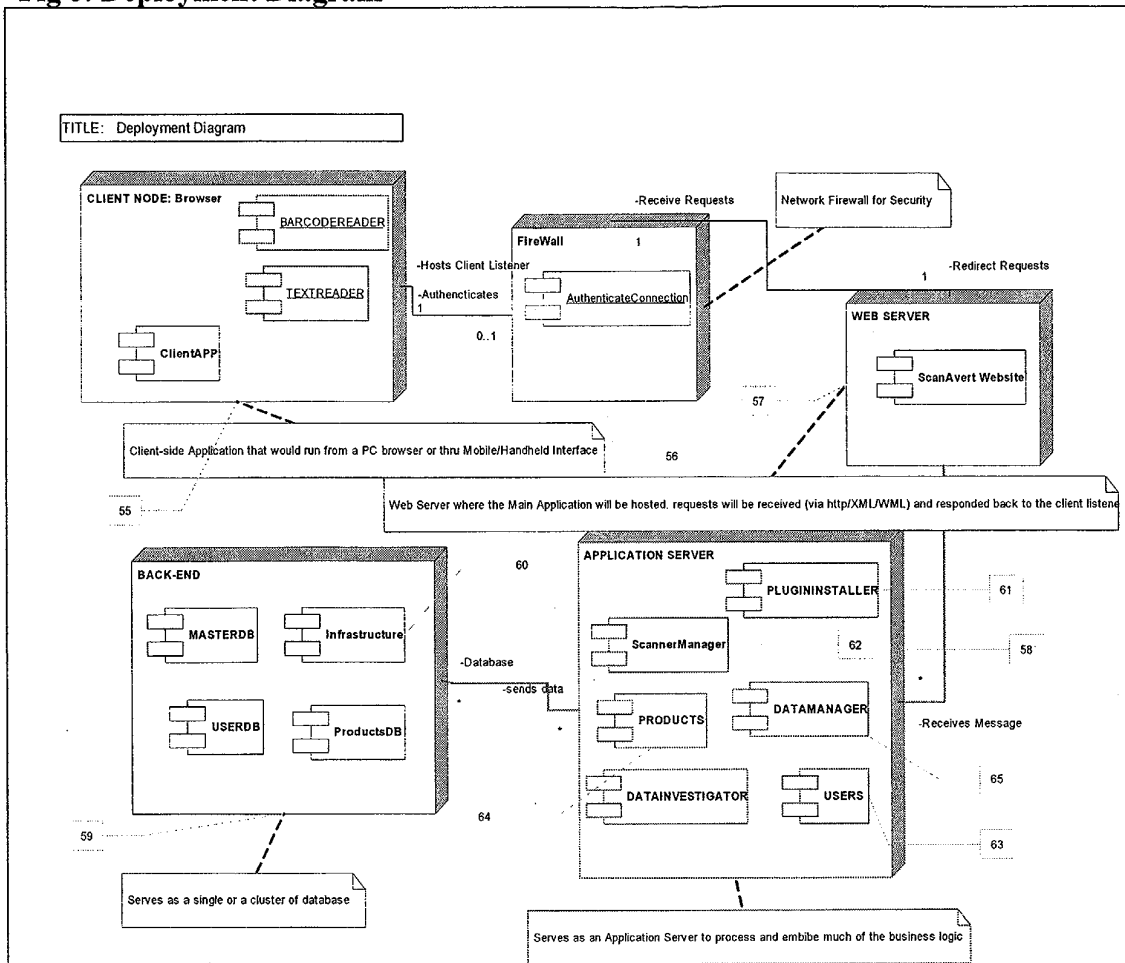 TITLE: Deployment Diagram
CLIENT NODE: Browser
BARCODEREADER
TEXTREADER
ClientAPP
-Hosts Client Listener
-Authencticates
1
0..1
FireWall
AuthenticateConnection
-Receive Requests
1
Network Firewall for Security
-Redirect Requests
1
WEB SERVER
ScanAvert Website
57
Client-side Application that would run from a PC browser or thru Mobile/Handheld Interface
56
55
Web Server where the Main Application will be hosted. requests will be received (via http/XML/WML) and responded back to the client listene
BACK-END
MASTERDB
Infrastructure
USERDB
ProductsDB
60
-Database
-sends data
*
*
APPLICATION SERVER
PLUGININSTALLER
61
ScannerManager
62
58
PRODUCTS
DATAMANAGER
*
-Receives Message
DATAINVESTIGATOR
USERS
65
64
63
59
Serves as a single or a cluster of database
Serves as an Application Server to process and embibe much of the business logic